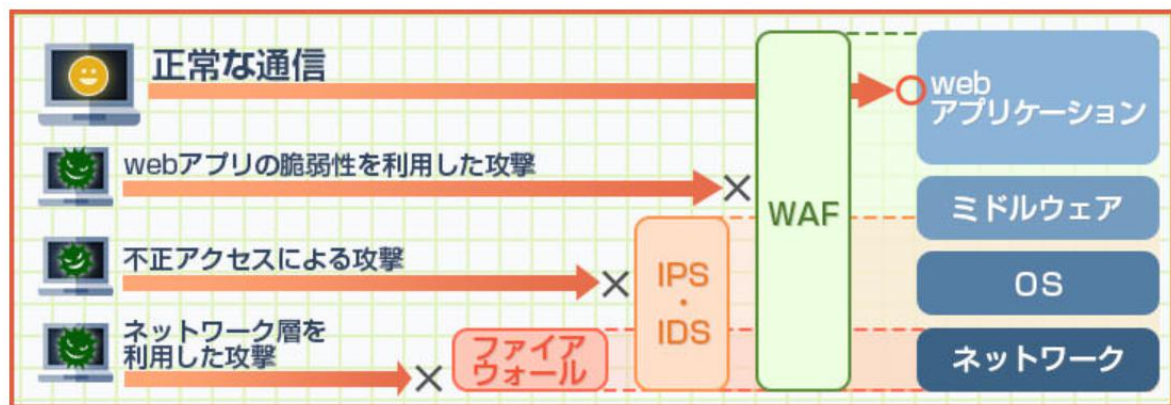 正常な通信
web
アプリケーション
webアプリの脆弱性を利用した攻撃
WAF
ミドルウェア
不正アクセスによる攻撃
IPS
・
IDS
OS
ネットワーク層を
利用した攻撃
ファイア
ウォール
ネットワーク